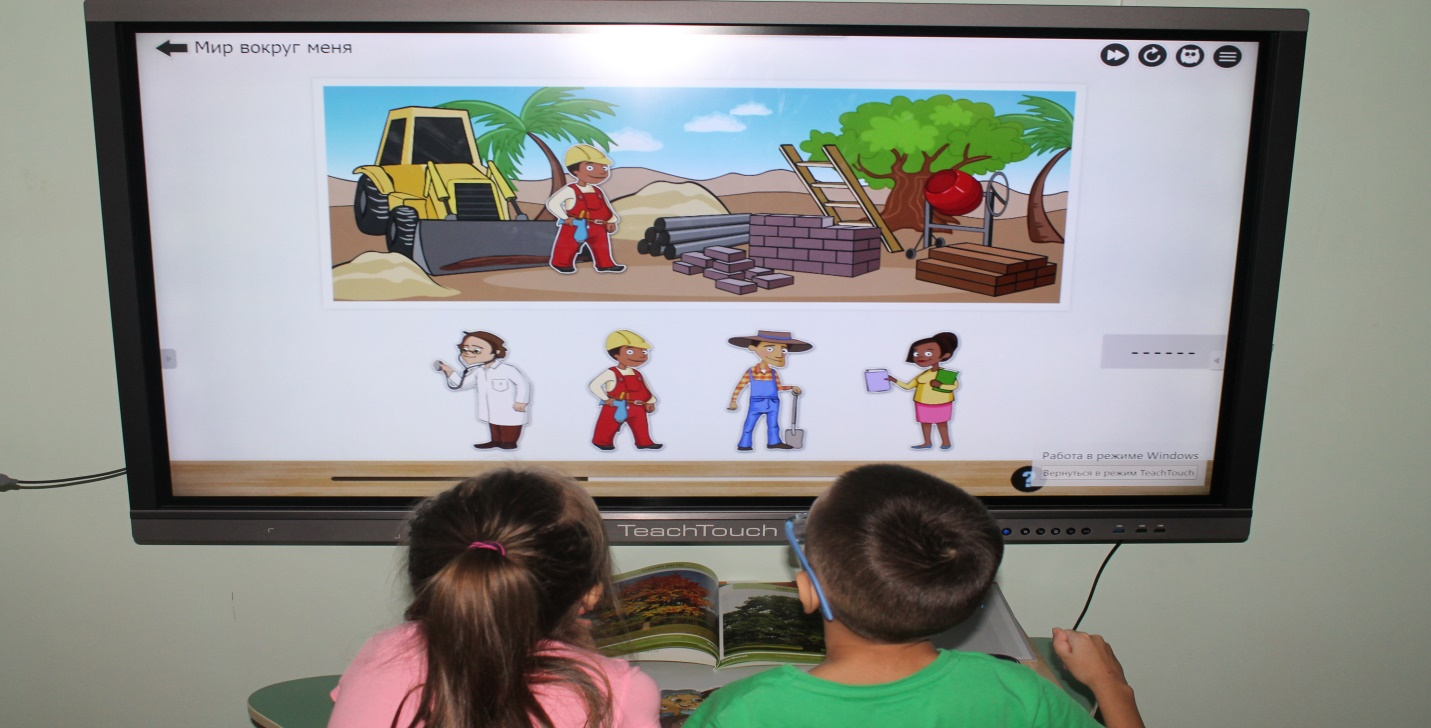 Мир вокруг меня
?
Работа в режиме Windows
Вернуться в режим TeachTouch
TeachTouch